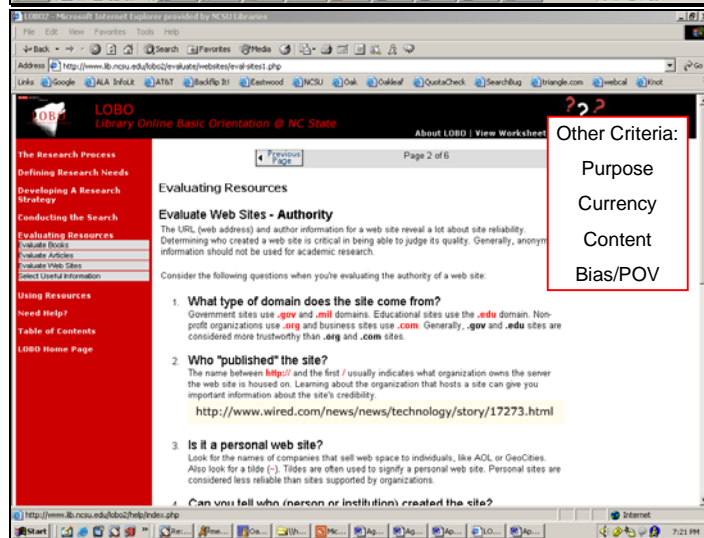 LOBO2 - Microsoft Internet Explorer provided by NCSU Libraries
File Edit View Favorites Tools Help
Back Search Favorites Media
Address http://www.lib.ncsu.edu/lobo2/evaluate/websites/eval-sites1.php Go
Links Google ALA InfoLit AT&T Backflip It! Eastwood NCSU Oak Oakleaf QuotaCheck SearchBug triangle.com webcal Knot
LOBO
LOBO
Library Online Basic Orientation @ NC State
? ? ?
About LOBO | View Worksheet
Other Criteria:
Purpose
Currency
Content
Bias/POV
The Research Process
Defining Research Needs
Developing A Research
Strategy
Conducting the Search
Evaluating Resources
Evaluate Books
Evaluate Articles
Evaluate Web Sites
Select Useful Information
Using Resources
Need Help?
Table of Contents
LOBO Home Page
Previous
Page
Page 2 of 6
Evaluating Resources
Evaluate Web Sites - Authority
The URL (web address) and author information for a web site reveal a lot about site reliability.
Determining who created a web site is critical in being able to judge its quality. Generally, anonym
information should not be used for academic research.
Consider the following questions when you're evaluating the authority of a web site:
1. What type of domain does the site come from?
Government sites use .gov and .mil domains. Educational sites use the .edu domain. Non-
profit organizations use .org and business sites use .com. Generally, .gov and .edu sites are
considered more trustworthy than .org and .com sites.
2. Who "published" the site?
The name between http:// and the first / usually indicates what organization owns the server
the web site is housed on. Learning about the organization that hosts a site can give you
important information about the site's credibility.
http://www.wired.com/news/news/technology/story/17273.html
3. Is it a personal web site?
Look for the names of companies that sell web space to individuals, like AOL or GeoCities.
Also look for a tilde (~). Tildes are often used to signify a personal web site. Personal sites are
considered less reliable than sites supported by organizations.
4. Can you tell who (person or institution) created the site?
http://www.lib.ncsu.edu/lobo2/help/index.php Internet
Start Re:... me... Oa... \\h... Mic... Ag... Ag... Ap... LO... Ap... 7:21 PM